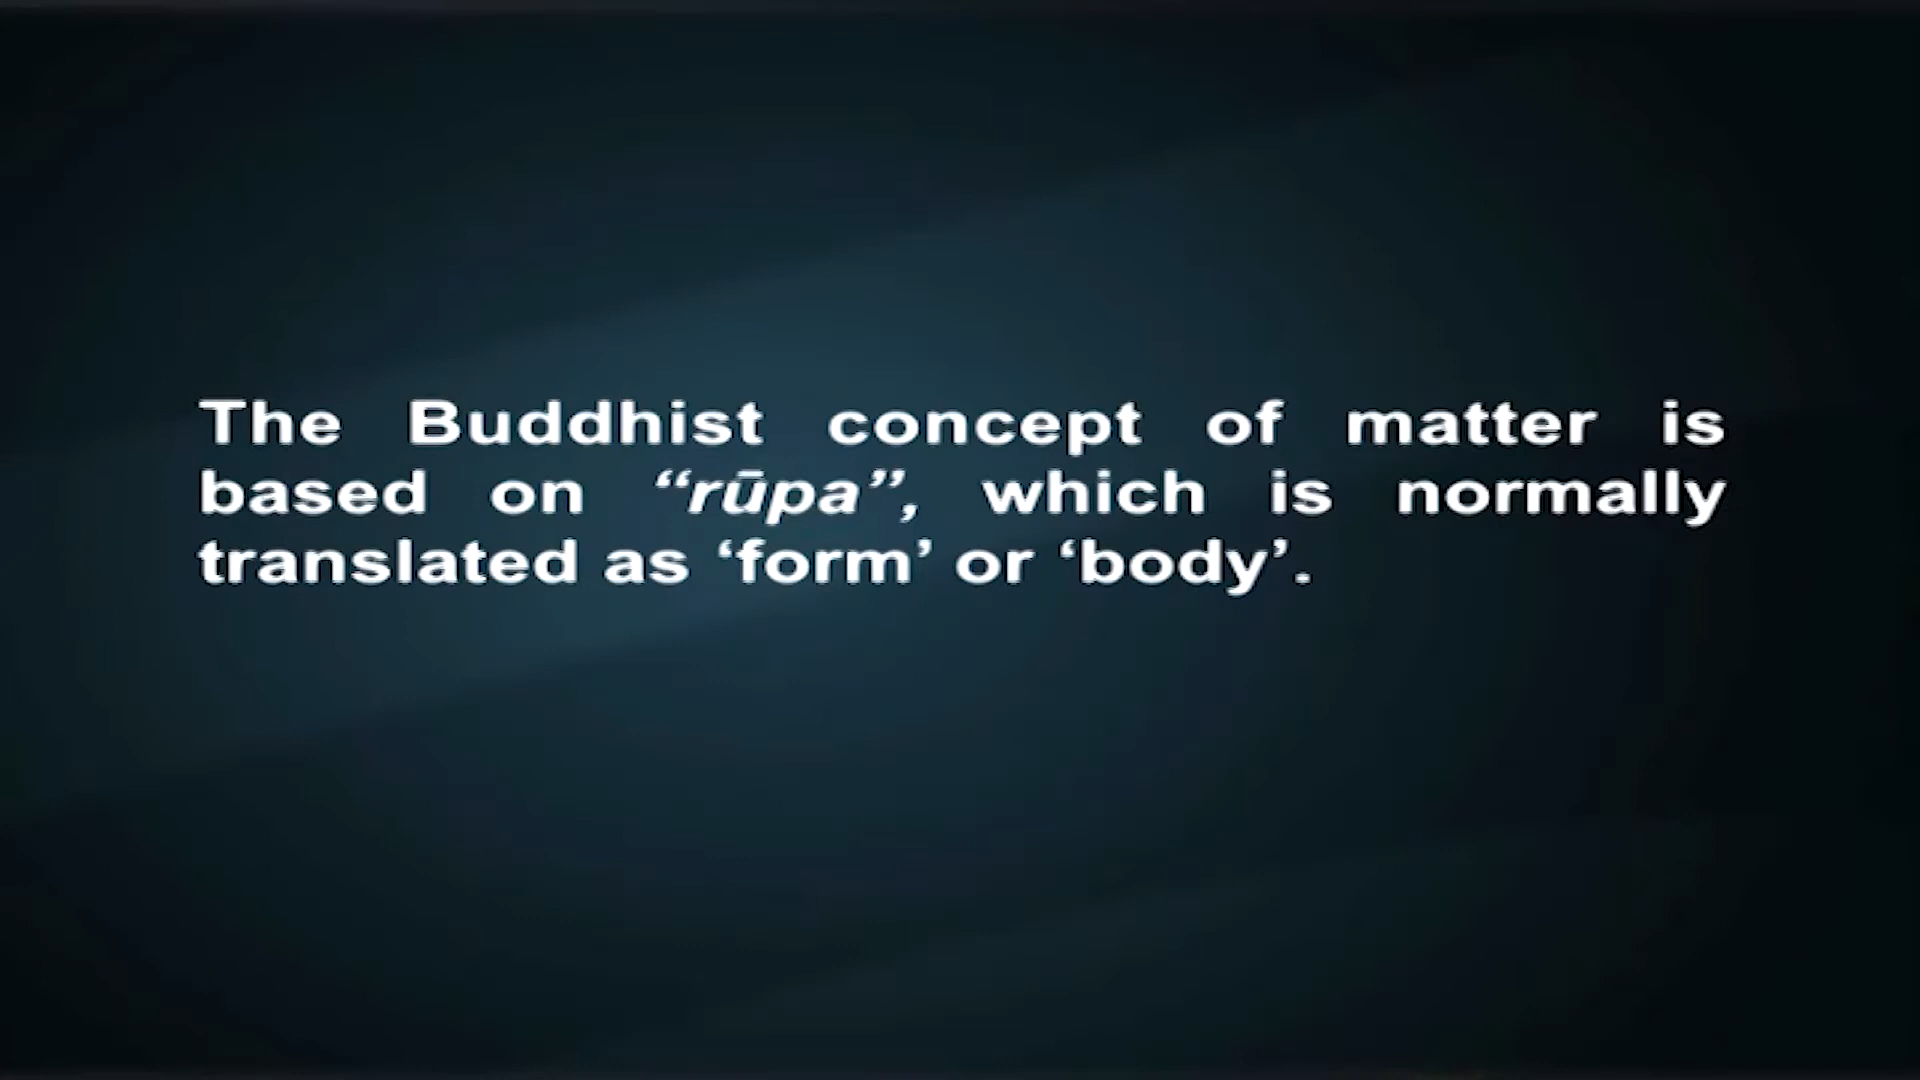 The Buddhist concept of matter is
based on “rūpa”, which is normally
translated as ‘form’ or ‘body’.